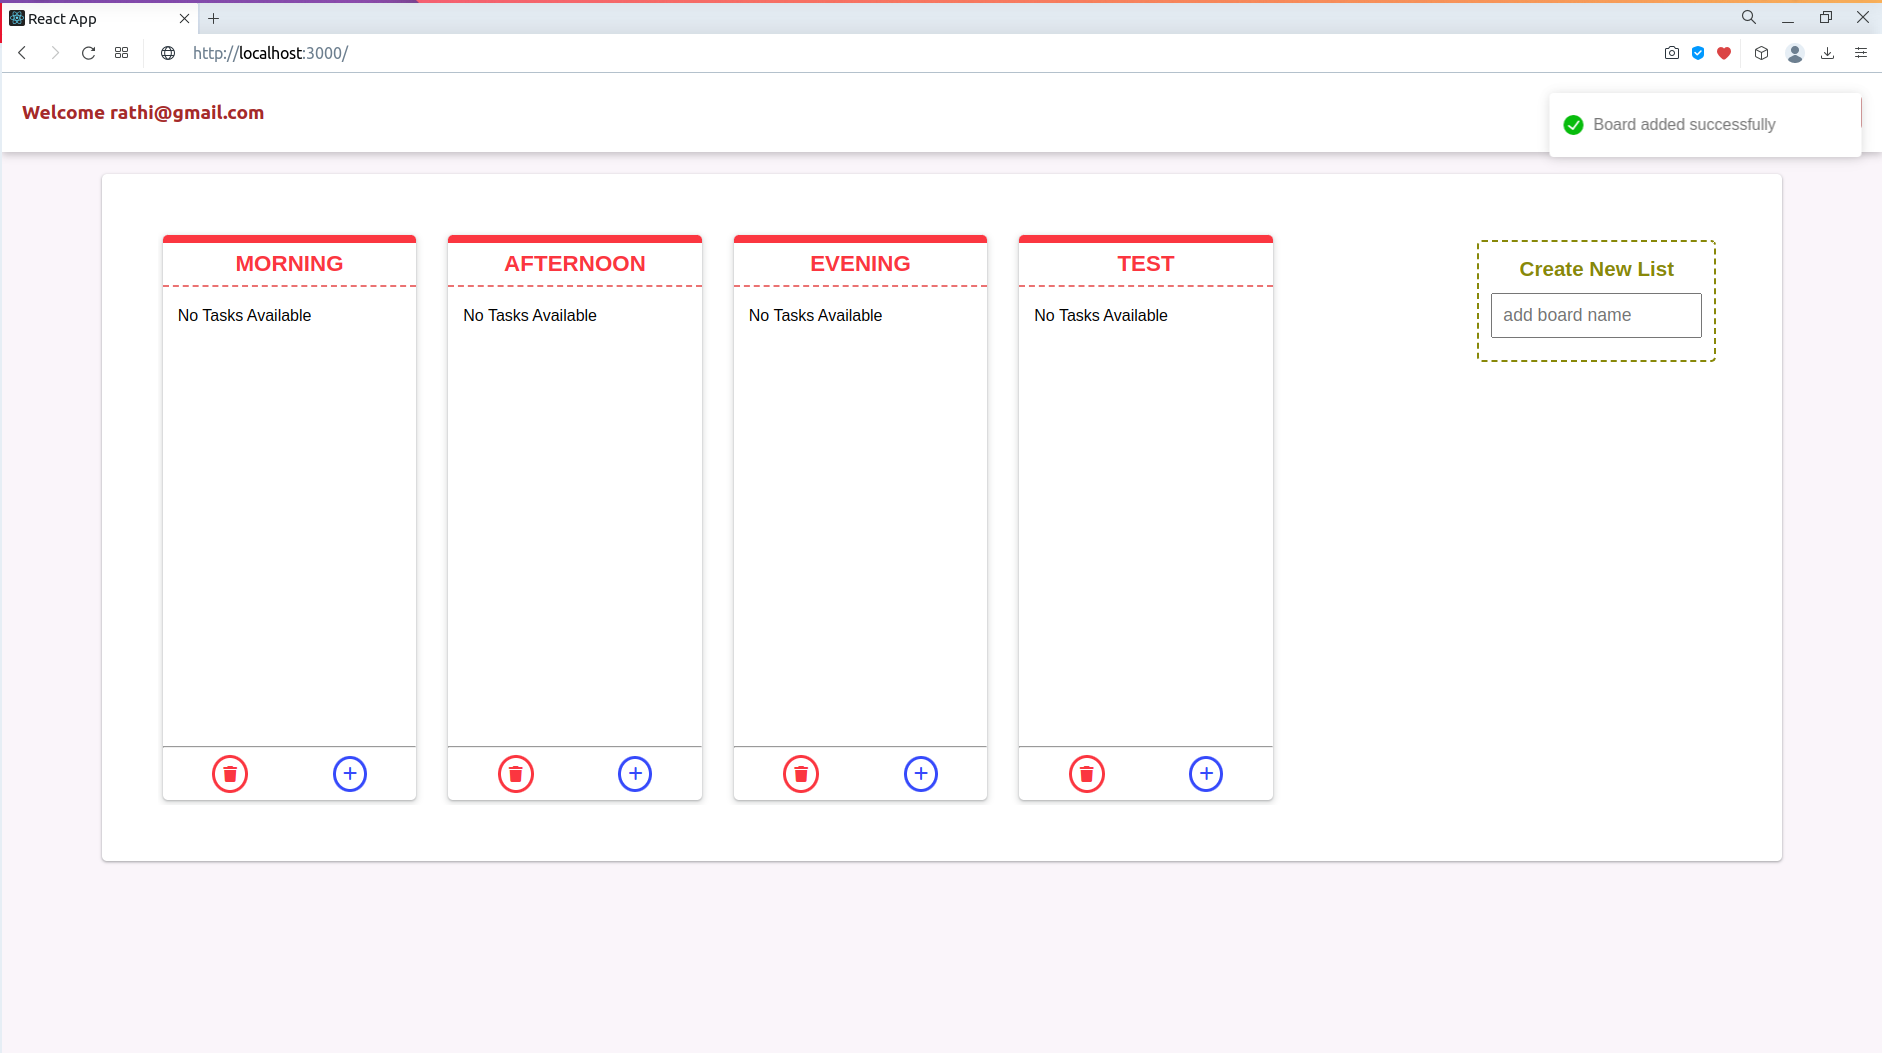 React App
http://localhost:3000/
Welcome rathi@gmail.com
Board added successfully
MORNING
AFTERNOON
EVENING
TEST
Create New List
No Tasks Available
No Tasks Available
No Tasks Available
No Tasks Available
add board name